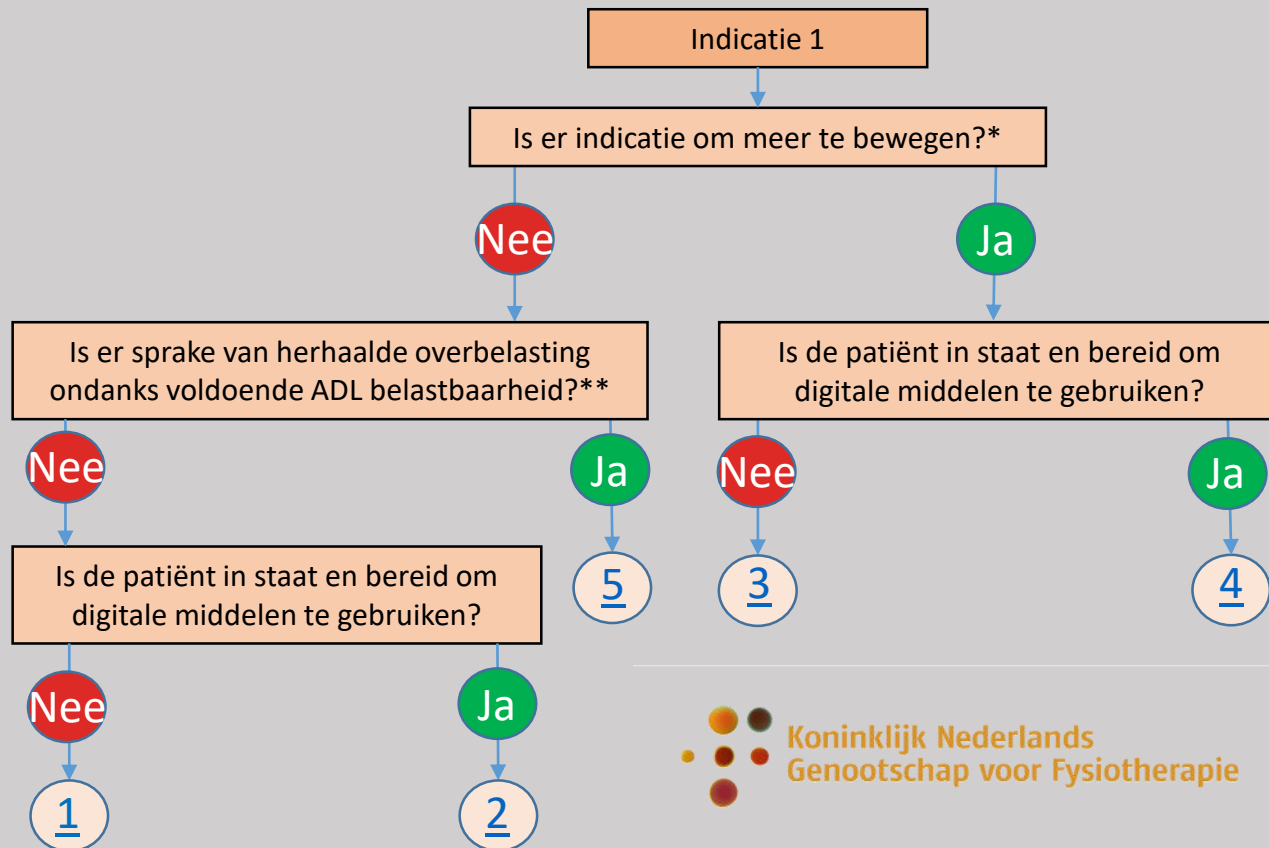 Indicatie 1
Is er indicatie om meer te bewegen?*
Nee
Ja
Is er sprake van herhaalde overbelasting
ondanks voldoende ADL belastbaarheid?**
Is de patiënt in staat en bereid om
digitale middelen te gebruiken?
Nee
Ja
Nee
Ja
Is de patiënt in staat en bereid om
digitale middelen te gebruiken?
5
3
4
Nee
Ja
1
2
Koninklijk Nederlands
Genootschap voor Fysiotherapie